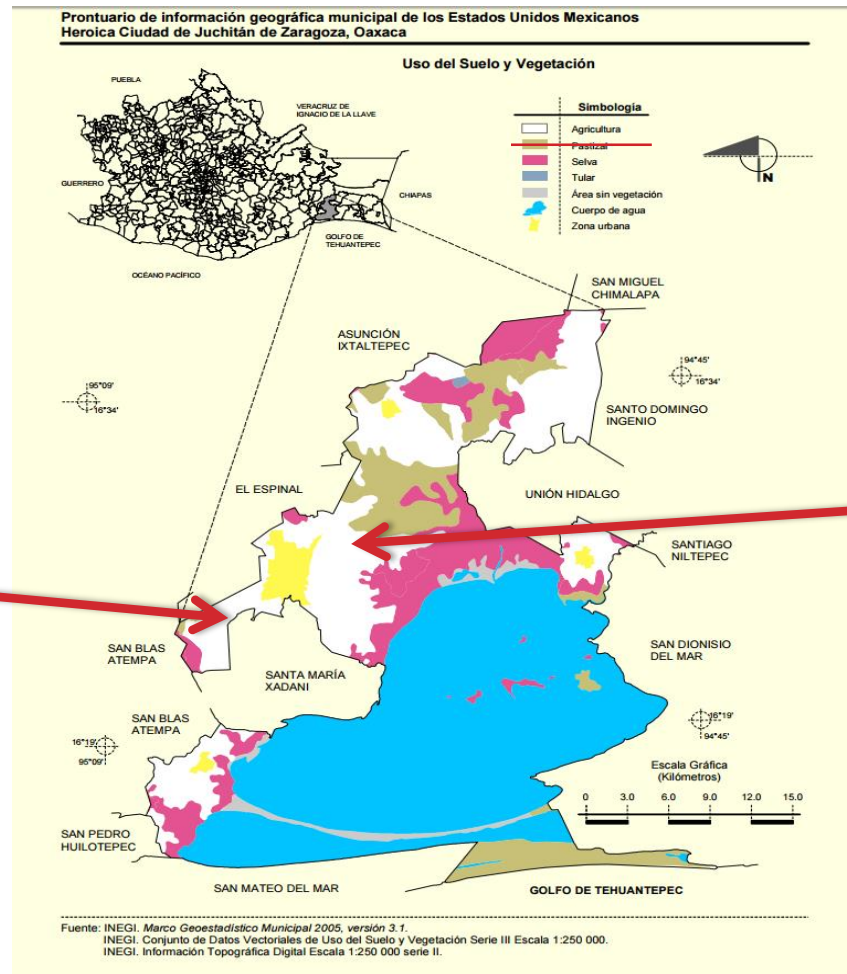 Prontuario de información geográfica municipal de los Estados Unidos Mexicanos
Heroica Ciudad de Juchitán de Zaragoza, Oaxaca
Uso del Suelo y Vegetación
PUEBLA
VERACRUZ DE
IGNACIO DE LA LLAVE
GUERRERO
CHIAPAS
GOLFO DE
TEHUANTEPEC
OCÉANO PACÍFICO
Simbología
Agricultura
Pastizal
Selva
Tular
Área sin vegetación
Cuerpo de agua
Zona urbana
N
SAN MIGUEL
CHIMALAPA
ASUNCIÓN
IXTALTEPEC
95°09'
16°34'
94°45'
16°34'
SANTO DOMINGO
INGENIO
EL ESPINAL
UNIÓN HIDALGO
SANTIAGO
NILTEPEC
SAN BLAS
ATEMPA
SANTA MARÍA
XADANI
SAN DIONISIO
DEL MAR
SAN BLAS
ATEMPA
16°19'
95°09'
16°19'
94°45'
Escala Gráfica
(Kilómetros)
0 3.0 6.0 9.0 12.0 15.0
SAN PEDRO
HUILOTEPEC
SAN MATEO DEL MAR
GOLFO DE TEHUANTEPEC
Fuente: INEGI. Marco Geoestadístico Municipal 2005, versión 3.1.
INEGI. Conjunto de Datos Vectoriales de Uso del Suelo y Vegetación Serie III Escala 1:250 000.
INEGI. Información Topográfica Digital Escala 1:250 000 serie II.